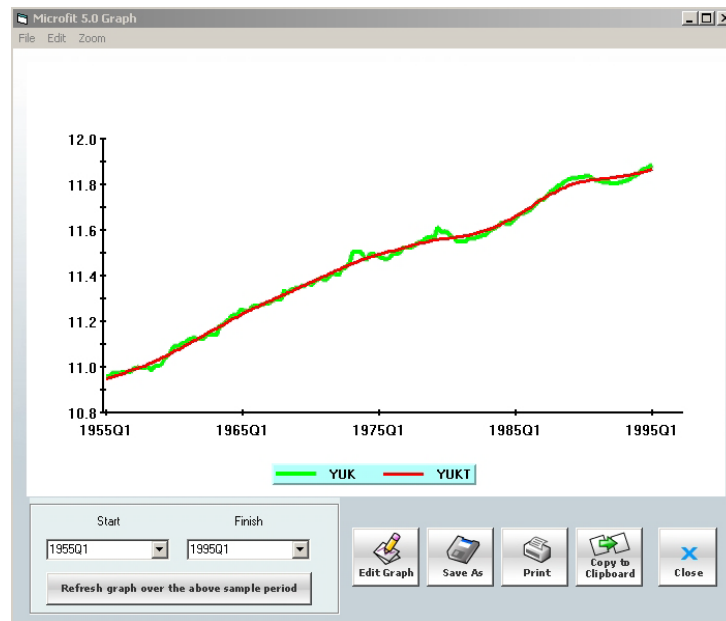 Microfit 5.0 Graph
File Edit Zoom
12.0
11.8
11.6
11.4
11.2
11.0
10.8
1955Q1 1965Q1 1975Q1 1985Q1 1995Q1
YUK YUKT
Start Finish
1955Q1 1995Q1
Refresh graph over the above sample period
Edit Graph
Save As
Print
Copy to
Clipboard
Close